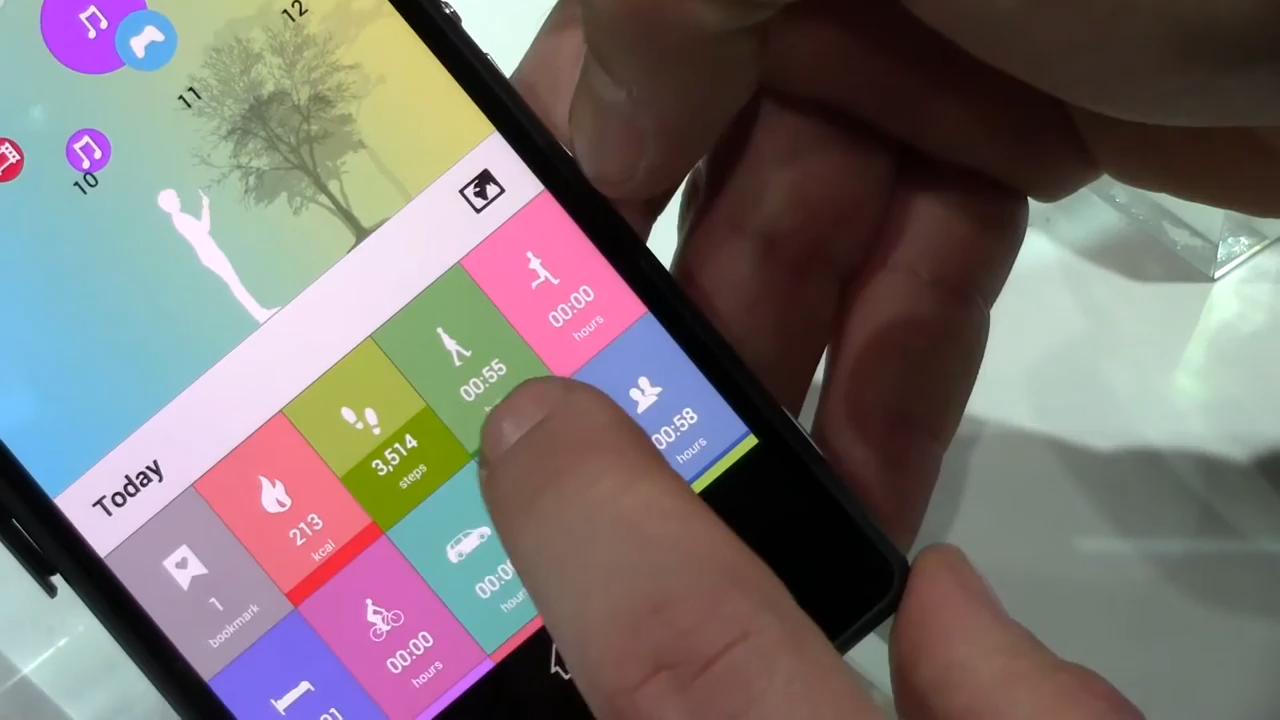 12
11
10
Today
1
bookmark
213
kcal
3,514
steps
00:55
00:00
hours
00:00
hours
00:58
hours